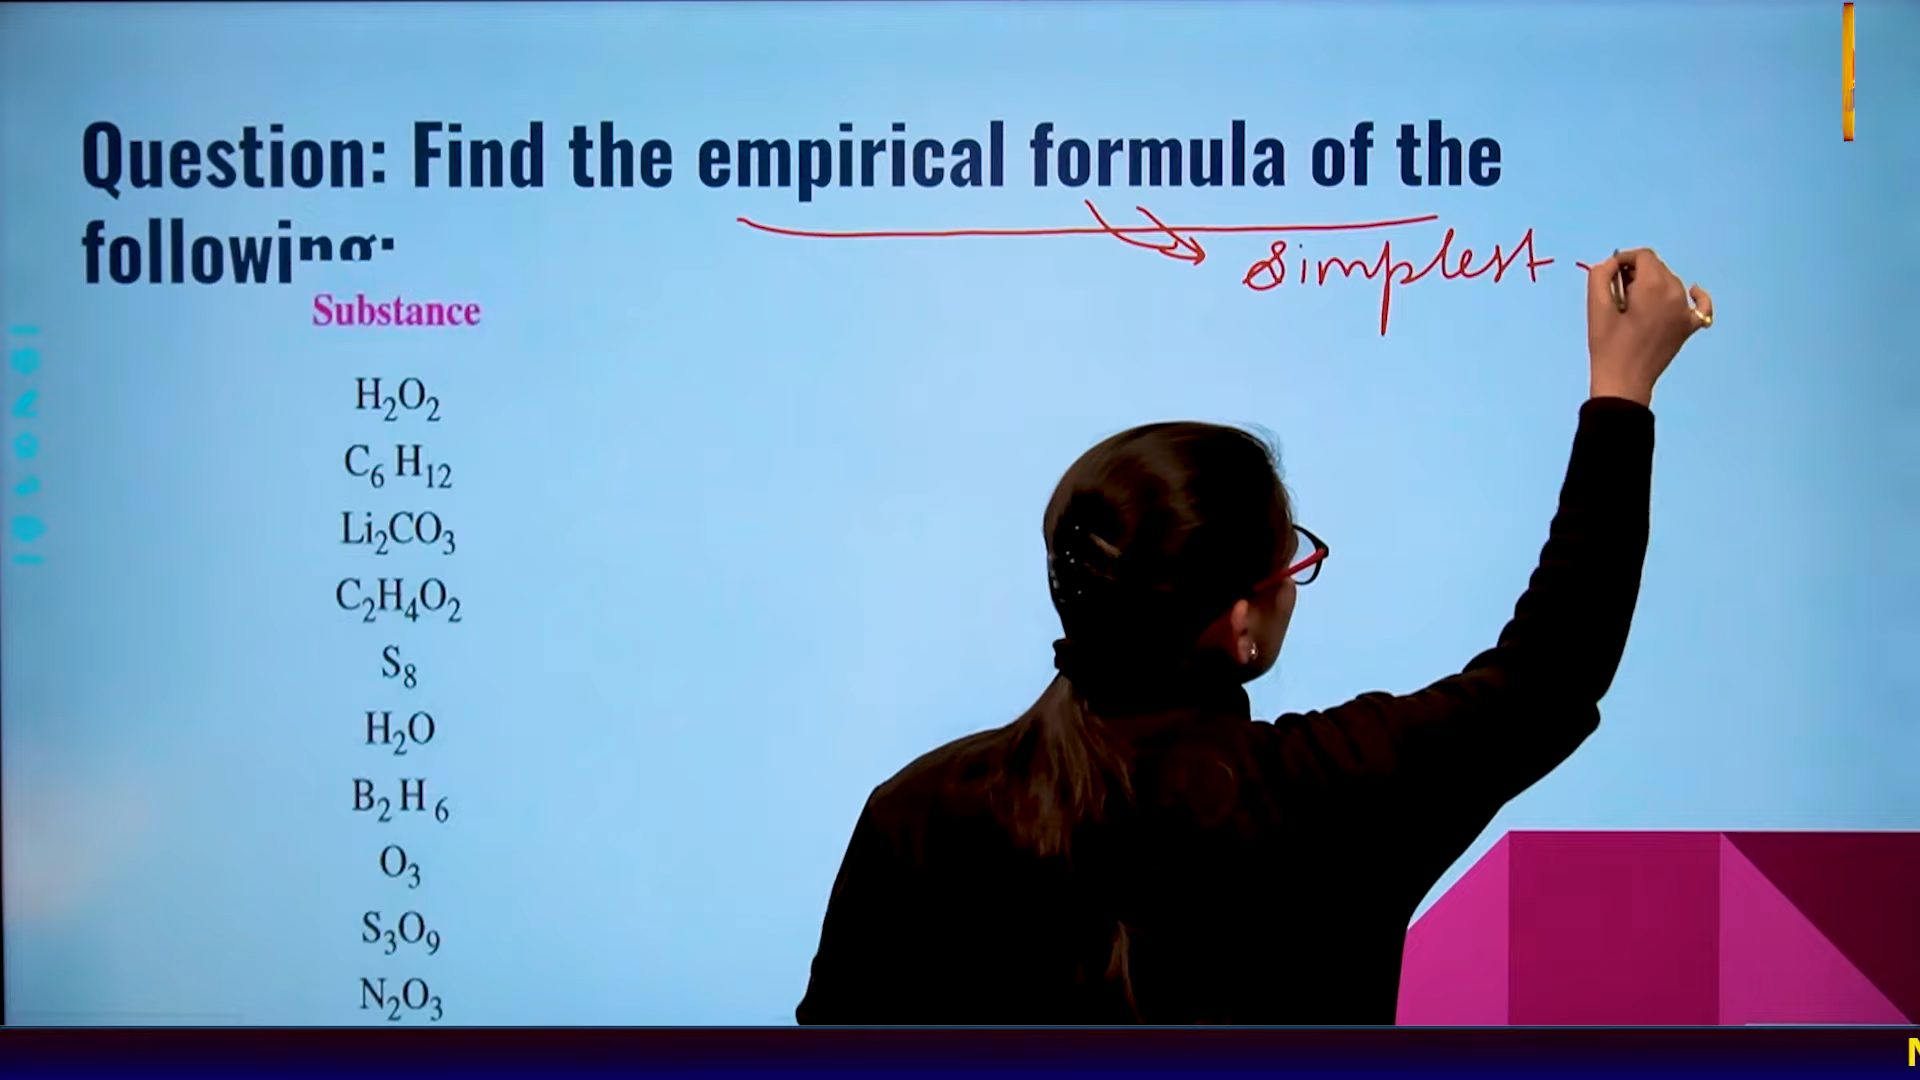 Question: Find the empirical formula of the
following:
Simplest
Substance
H₂O₂
C₆H₁₂
Li₂CO₃
C₂H₄O₂
S₈
H₂O
B₂H₆
O₃
S₃O₉
N₂O₃